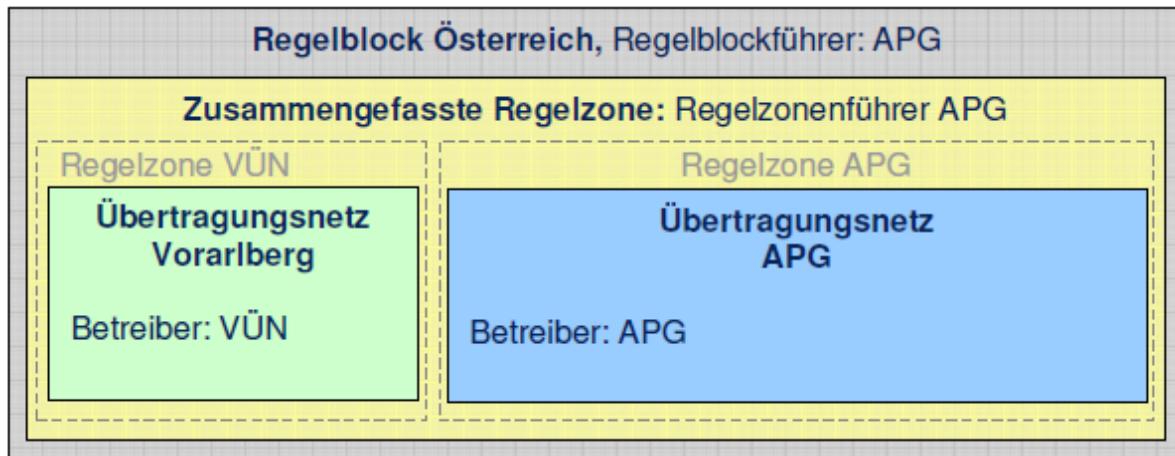 Regelblock Österreich, Regelblockführer: APG
Zusammengefasste Regelzone: Regelzonenführer APG
Regelzone VÜN
Übertragungsnetz
Vorarlberg
Betreiber: VÜN
Regelzone APG
Übertragungsnetz
APG
Betreiber: APG